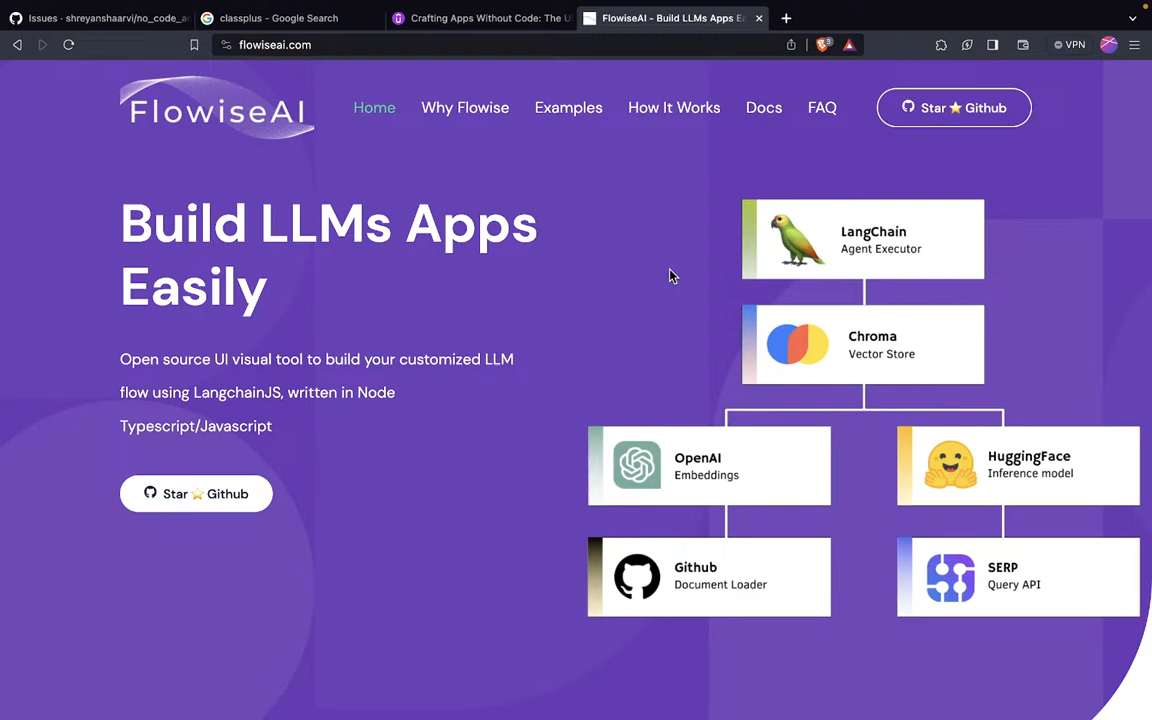 Issues · shreyanshaarvi/no_code_a
classplus - Google Search
Crafting Apps Without Code: The U
FlowiseAI - Build LLMs Apps Ea
flowiseai.com
3
VPN
FlowiseAI
Home
Why Flowise
Examples
How It Works
Docs
FAQ
Star ⭐ Github
Build LLMs Apps
Easily
Open source UI visual tool to build your customized LLM
flow using LangchainJS, written in Node
Typescript/Javascript
Star ⭐ Github
LangChain
Agent Executor
Chroma
Vector Store
OpenAI
Embeddings
HuggingFace
Inference model
Github
Document Loader
SERP
Query API